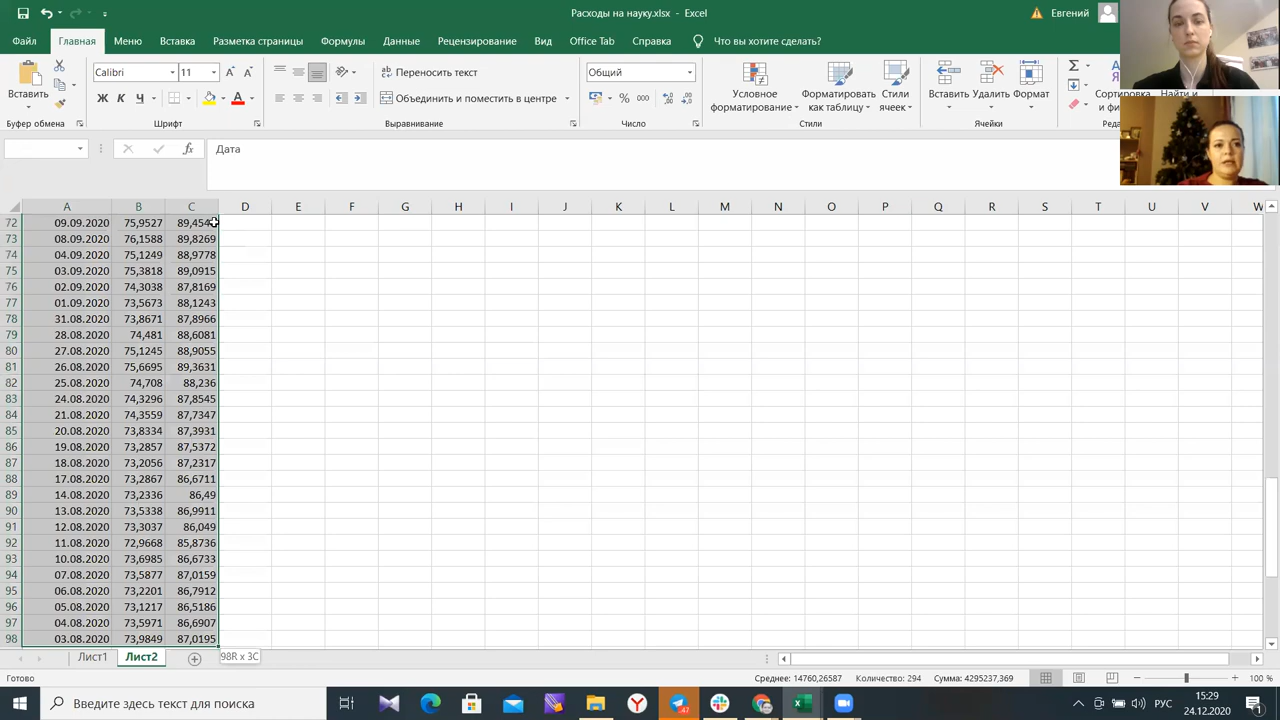 Расходы на науку.xlsx - Excel
Евгений
Файл Главная Меню Вставка Разметка страницы Формулы Данные Рецензирование Вид Office Tab Справка Что вы хотите сделать?
Вставить
Calibri 11
Ж К Ч
Переносить текст
Объединить и поместить в центре
Общий
% 000
Условное форматирование
Форматировать как таблицу
Стили ячеек
Вставить Удалить Формат
Сортировка
и ф
Найти и
Буфер обмена Шрифт Выравнивание Число Стили Ячейки Реда
Дата
A B C D E F G H I J K L M N O P Q R S T U V W
72 09.09.2020 75,9527 89,454
73 08.09.2020 76,1588 89,8269
74 04.09.2020 75,1249 88,9778
75 03.09.2020 75,3818 89,0915
76 02.09.2020 74,3038 87,8169
77 01.09.2020 73,5673 88,1243
78 31.08.2020 73,8671 87,8966
79 28.08.2020 74,481 88,6081
80 27.08.2020 75,1245 88,9055
81 26.08.2020 75,6695 89,3631
82 25.08.2020 74,708 88,236
83 24.08.2020 74,3296 87,8545
84 21.08.2020 74,3559 87,7347
85 20.08.2020 73,8334 87,3931
86 19.08.2020 73,2857 87,5372
87 18.08.2020 73,2056 87,2317
88 17.08.2020 73,2867 86,6711
89 14.08.2020 73,2336 86,49
90 13.08.2020 73,5338 86,9911
91 12.08.2020 73,3037 86,049
92 11.08.2020 72,9668 85,8736
93 10.08.2020 73,6985 86,6733
94 07.08.2020 73,5877 87,0159
95 06.08.2020 73,2201 86,7912
96 05.08.2020 73,1217 86,5186
97 04.08.2020 73,5971 86,6907
98 03.08.2020 73,9849 87,0195
Лист1 Лист2 98R x 3C
Готово Среднее: 14760,26587 Количество: 294 Сумма: 4295237,369 100 %
Введите здесь текст для поиска
РУС
15:29
24.12.2020